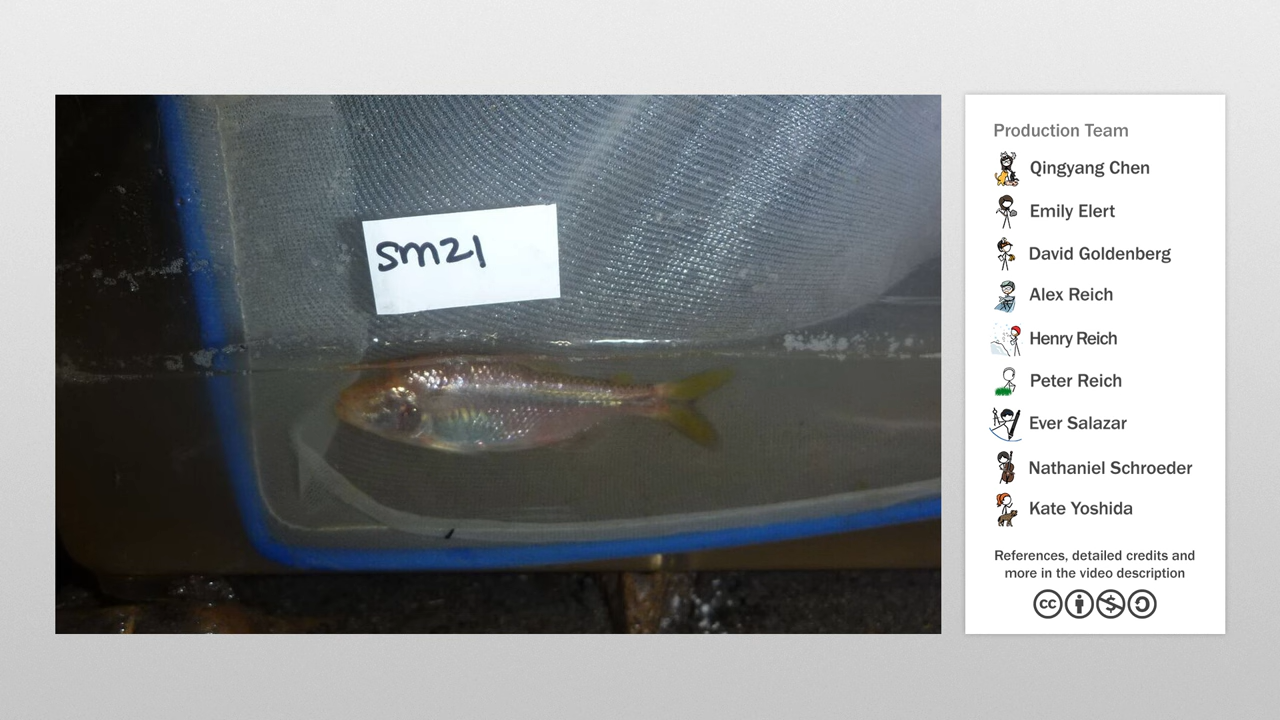 sm21
Production Team
Qingyang Chen
Emily Elert
David Goldenberg
Alex Reich
Henry Reich
Peter Reich
Ever Salazar
Nathaniel Schroeder
Kate Yoshida
References, detailed credits and
more in the video description
cc